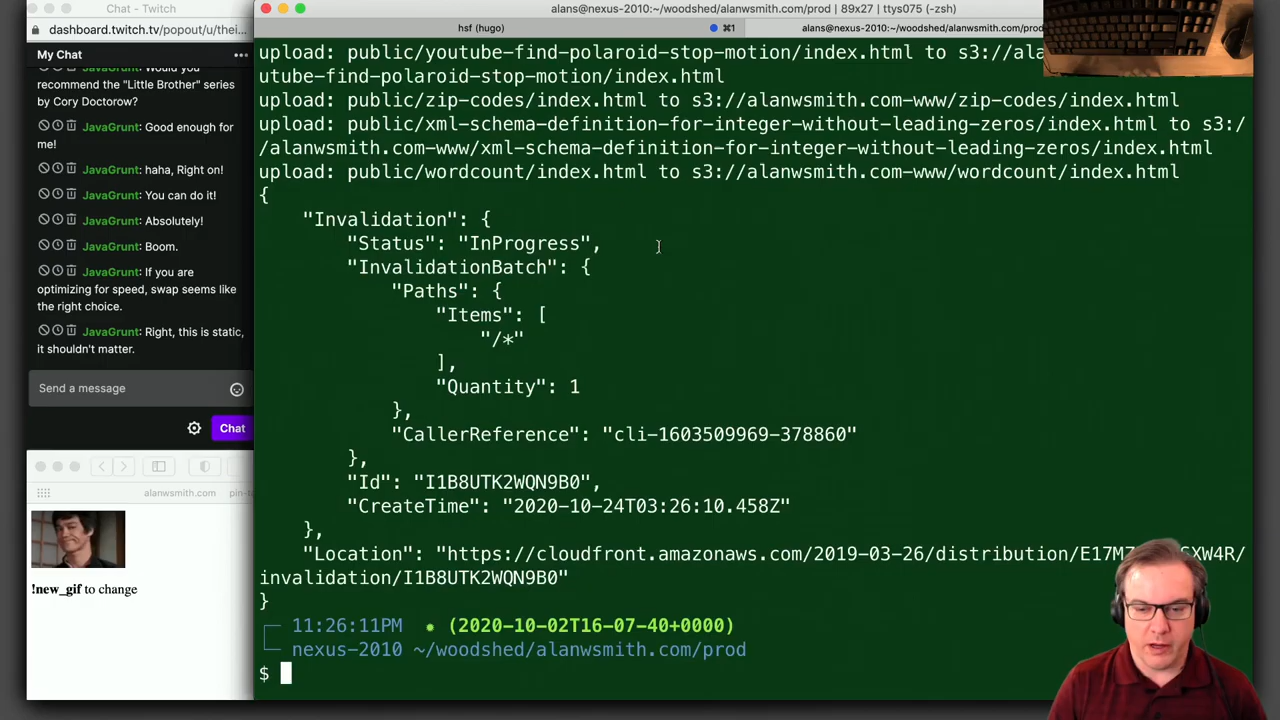 Chat - Twitch
dashboard.twitch.tv/popout/u/thei
My Chat
JavaGrunt: Would you
recommend the "Little Brother" series
by Cory Doctorow?
JavaGrunt: Good enough for
me!
JavaGrunt: haha, Right on!
JavaGrunt: You can do it!
JavaGrunt: Absolutely!
JavaGrunt: Boom.
JavaGrunt: If you are
optimizing for speed, swap seems like
the right choice.
JavaGrunt: Right, this is static,
it shouldn't matter.
Send a message
Chat
alanwsmith.com
pin-ta
!new_gif to change
alans@nexus-2010:~/woodshed/alanwsmith.com/prod | 89x27 | ttys075 (-zsh)
hsf (hugo)
⌘1
alans@nexus-2010:~/woodshed/alanwsmith.com/prod
upload: public/youtube-find-polaroid-stop-motion/index.html to s3://
utube-find-polaroid-stop-motion/index.html
upload: public/zip-codes/index.html to s3://alanwsmith.com-www/zip-codes/index.html
upload: public/xml-schema-definition-for-integer-without-leading-zeros/index.html to s3:/
/alanwsmith.com-www/xml-schema-definition-for-integer-without-leading-zeros/index.html
upload: public/wordcount/index.html to s3://alanwsmith.com-www/wordcount/index.html
{
"Invalidation": {
"Status": "InProgress",
"InvalidationBatch": {
"Paths": {
"Items": [
"/*"
],
"Quantity": 1
},
"CallerReference": "cli-1603509969-378860"
},
"Id": "I1B8UTK2WQN9B0",
"CreateTime": "2020-10-24T03:26:10.458Z"
},
"Location": "https://cloudfront.amazonaws.com/2019-03-26/distribution/
invalidation/I1B8UTK2WQN9B0"
}
11:26:11PM (2020-10-02T16-07-40+0000)
nexus-2010 ~/woodshed/alanwsmith.com/prod
$